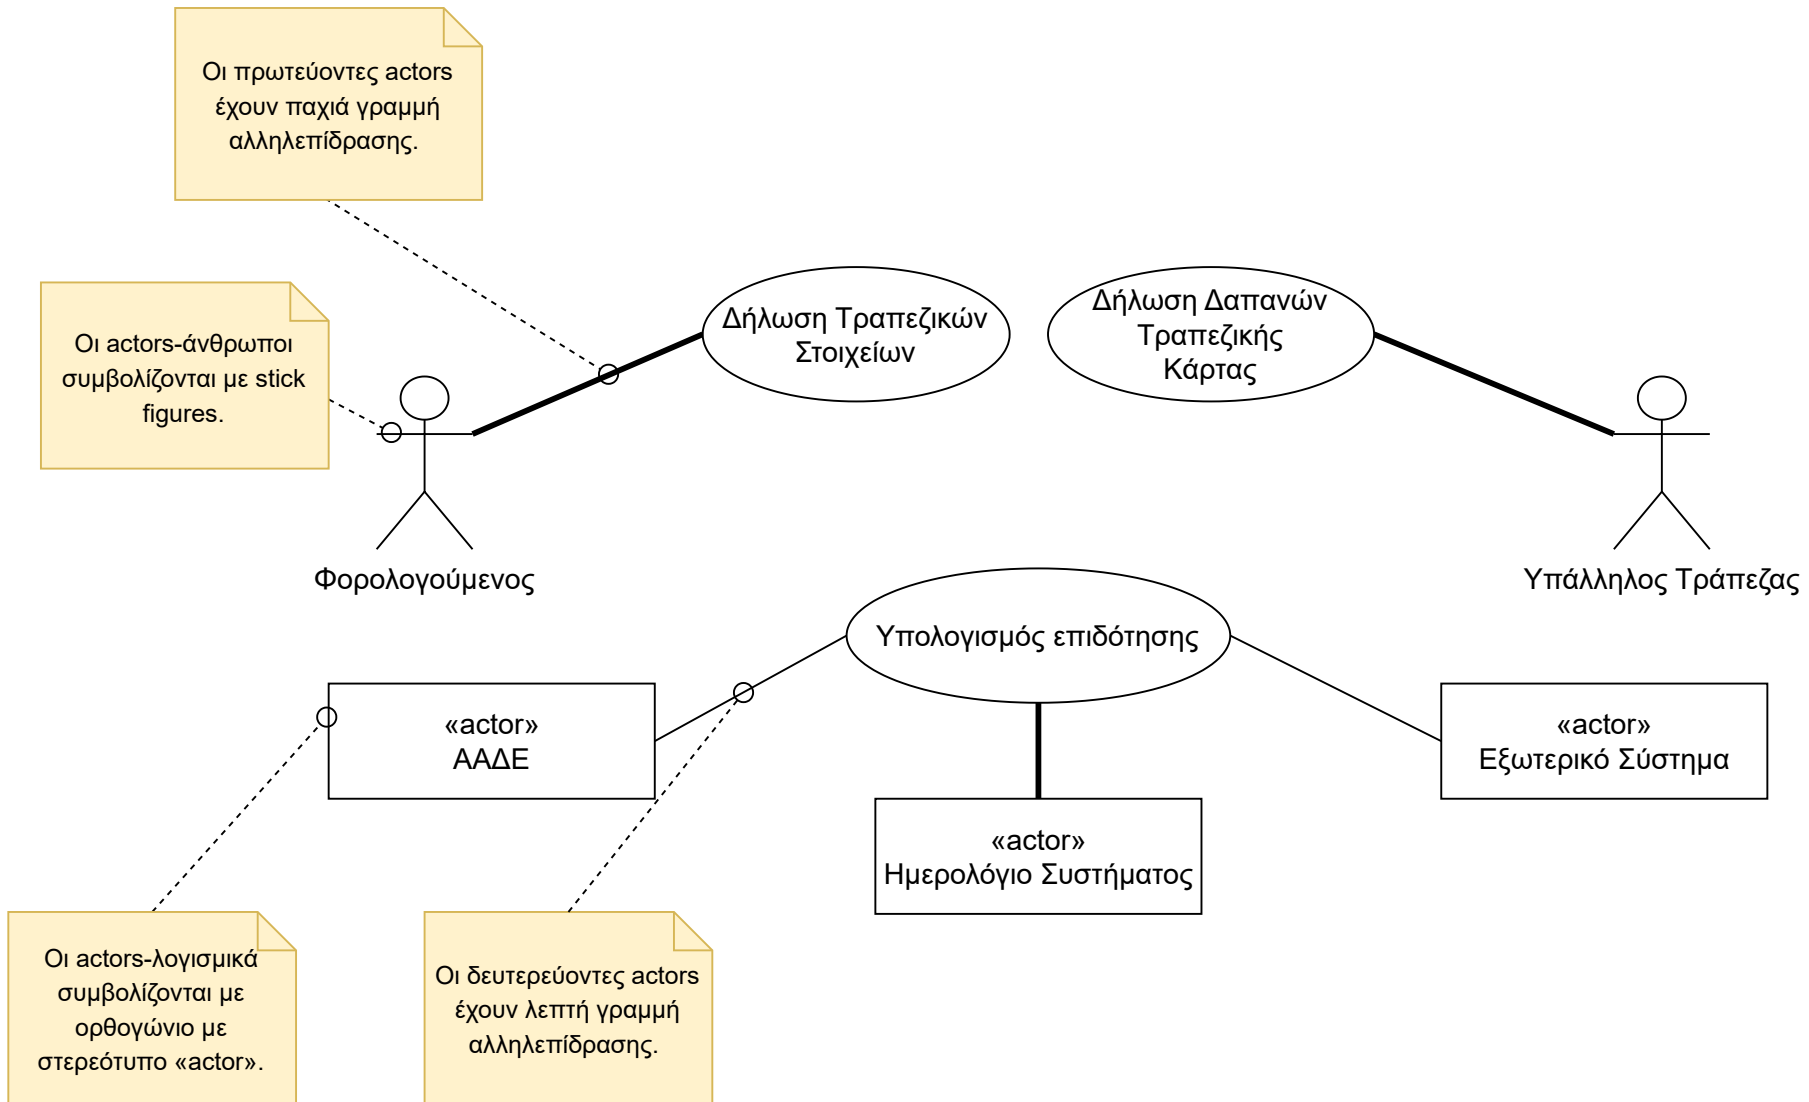 Οι πρωτεύοντες actors
έχουν παχιά γραμμή
αλληλεπίδρασης.
Οι actors-άνθρωποι
συμβολίζονται με stick
figures.
Δήλωση Τραπεζικών
Στοιχείων
Δήλωση Δαπανών
Τραπεζικής
Κάρτας
Φορολογούμενος
Υπάλληλος Τράπεζας
Υπολογισμός επιδότησης
«actor»
ΑΑΔΕ
«actor»
Ημερολόγιο Συστήματος
«actor»
Εξωτερικό Σύστημα
Οι actors-λογισμικά
συμβολίζονται με
ορθογώνιο με
στερεότυπο «actor».
Οι δευτερεύοντες actors
έχουν λεπτή γραμμή
αλληλεπίδρασης.